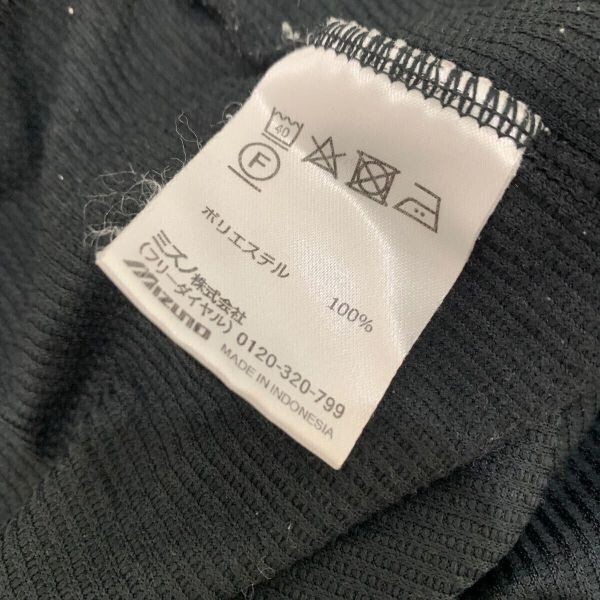 40
F
ポリエステル 100%
ミズノ株式会社
(フリーダイヤル) 0120-320-799
MIZUNO MADE IN INDONESIA